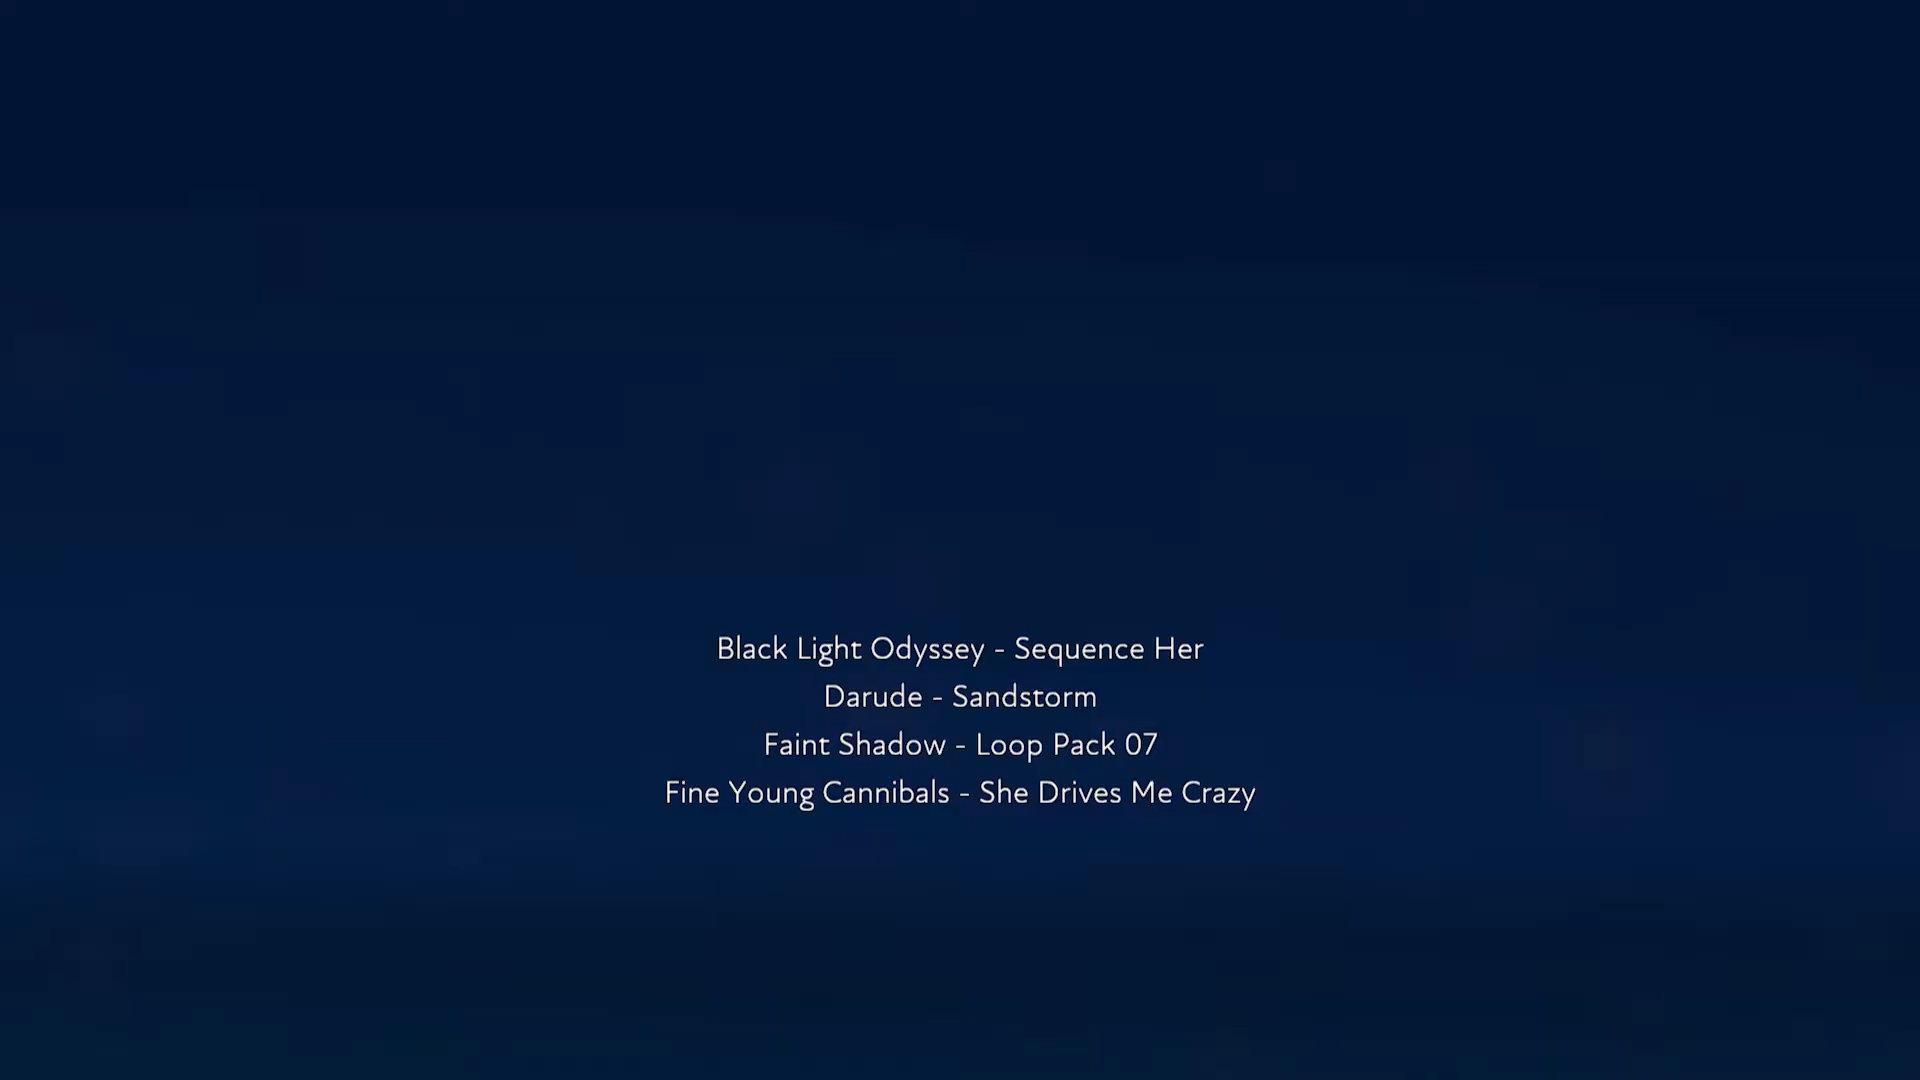 Black Light Odyssey - Sequence Her
Darude - Sandstorm
Faint Shadow - Loop Pack 07
Fine Young Cannibals - She Drives Me Crazy